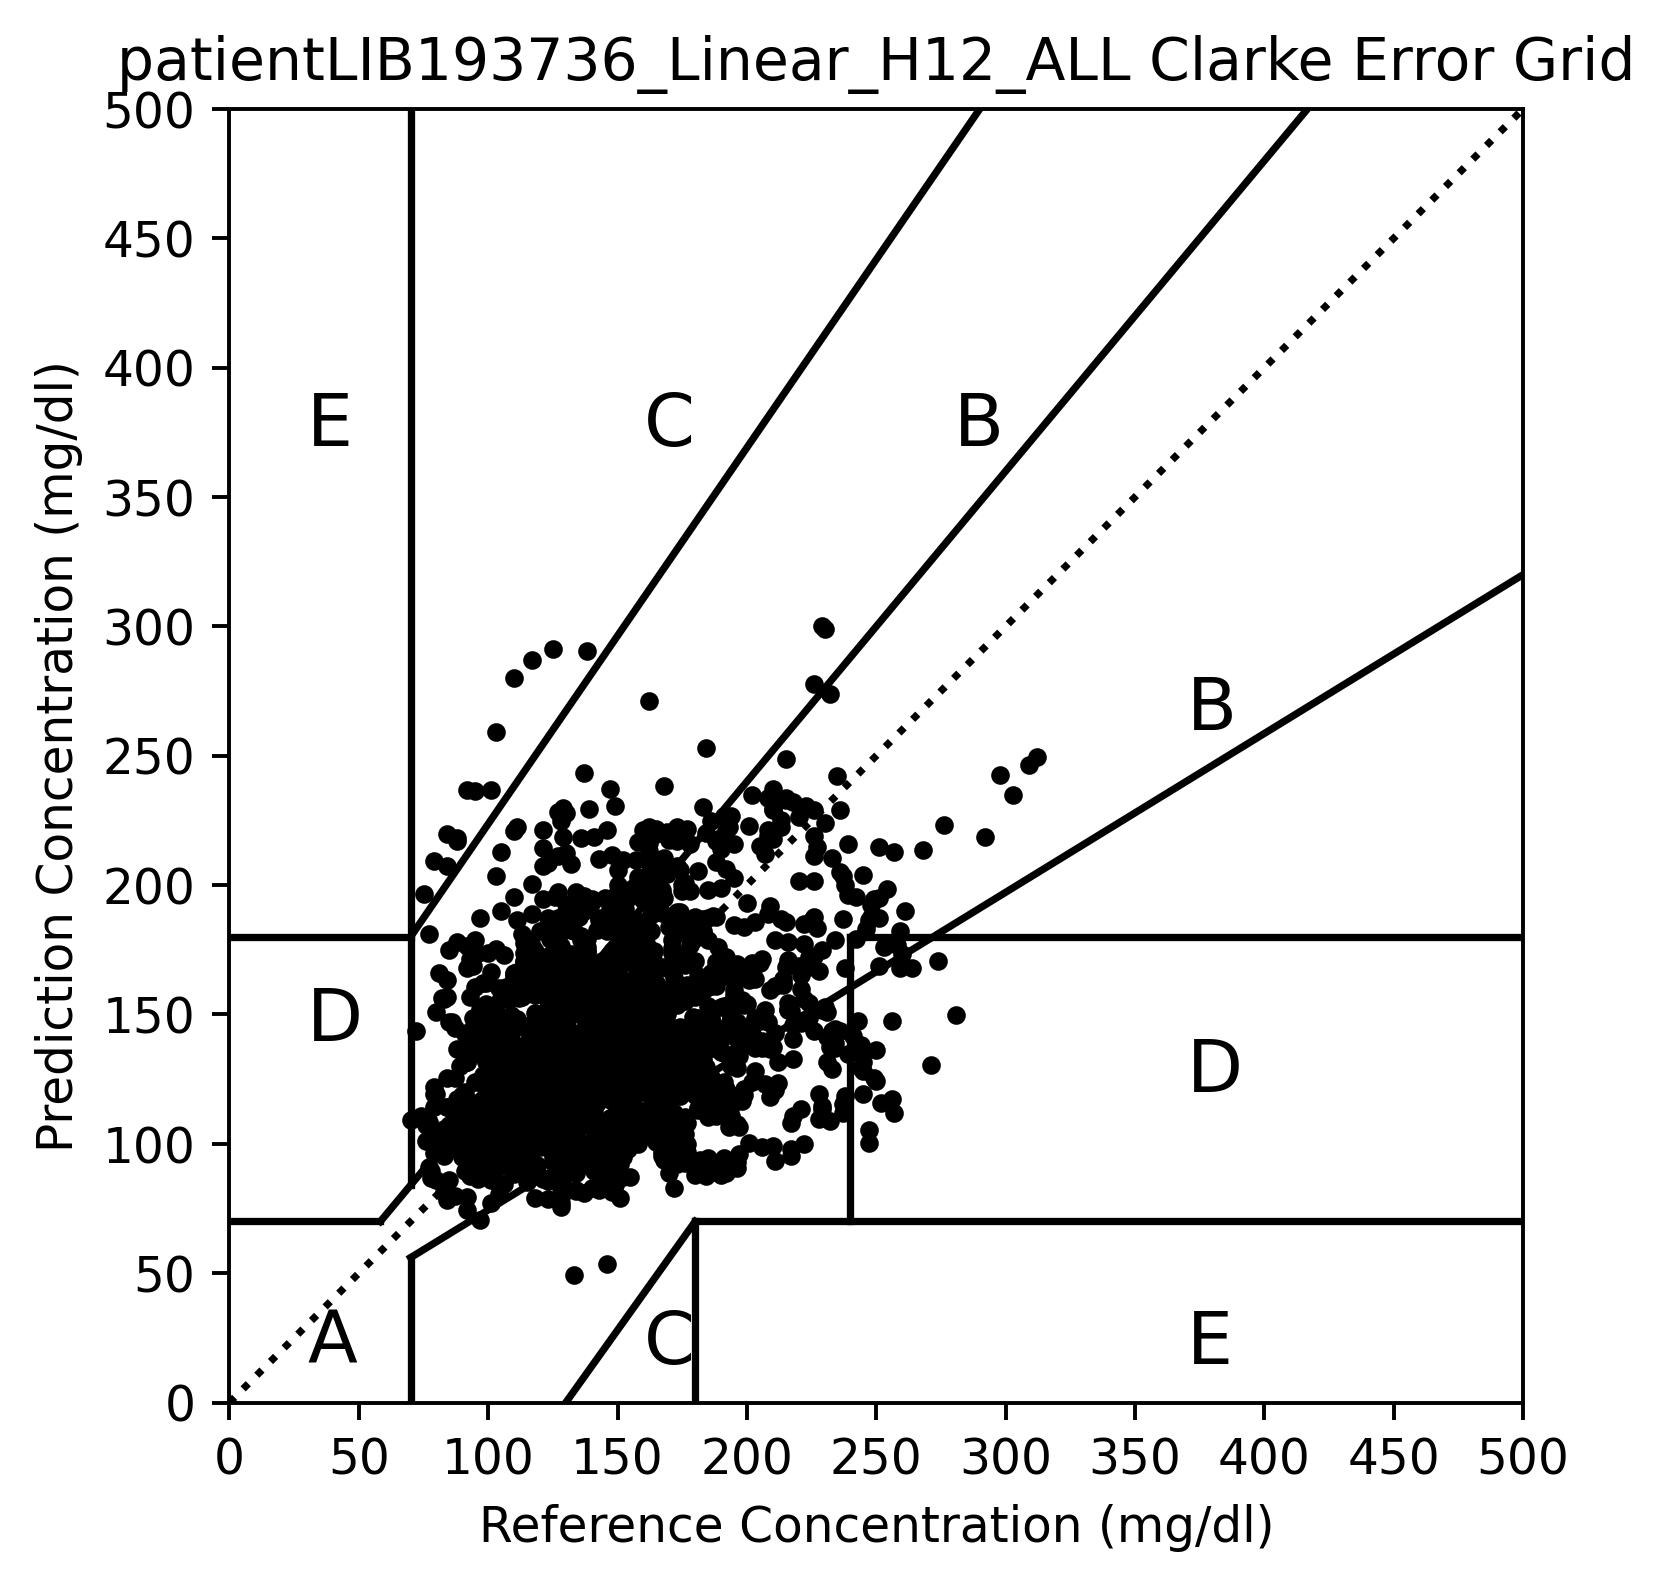 patientLIB193736_Linear_H12_ALL Clarke Error Grid
500
450
400
350
300
250
200
150
100
50
0
Prediction Concentration (mg/dl)
E
C
B
B
D
D
A
C
E
0 50 100 150 200 250 300 350 400 450 500
Reference Concentration (mg/dl)